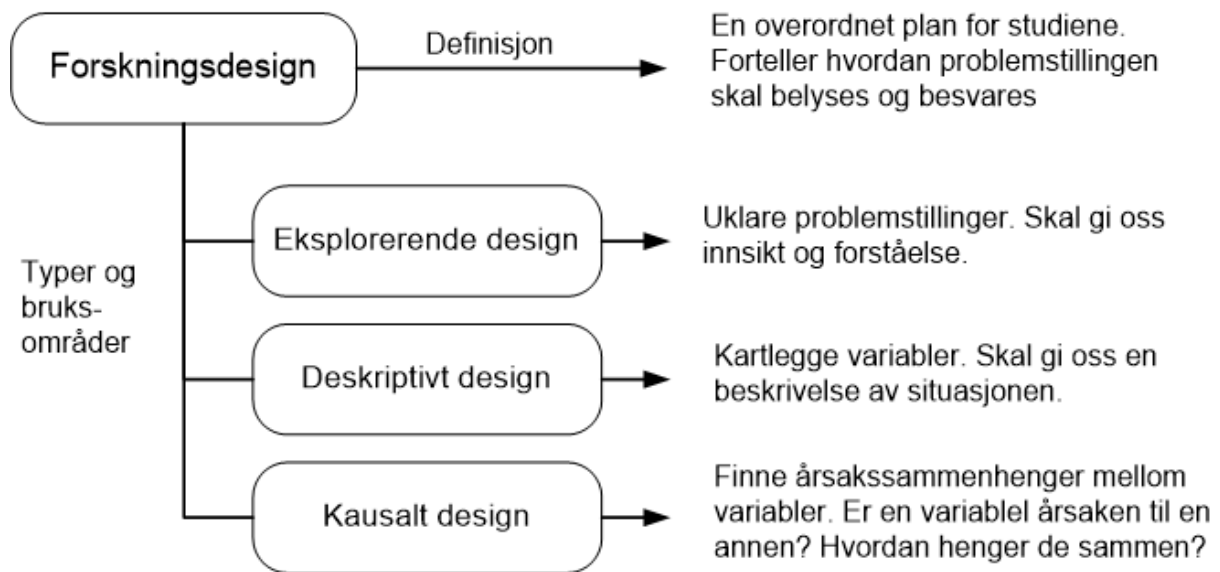 Forskningsdesign
Definisjon
En overordnet plan for studiene.
Forteller hvordan problemstillingen
skal belyses og besvares
Typer og
bruks-
områder
Eksplorerende design
Uklare problemstillinger. Skal gi oss
innsikt og forståelse.
Deskriptivt design
Kartlegge variabler. Skal gi oss en
beskrivelse av situasjonen.
Kausalt design
Finne årsakssammenhenger mellom
variabler. Er en variablel årsaken til en
annen? Hvordan henger de sammen?